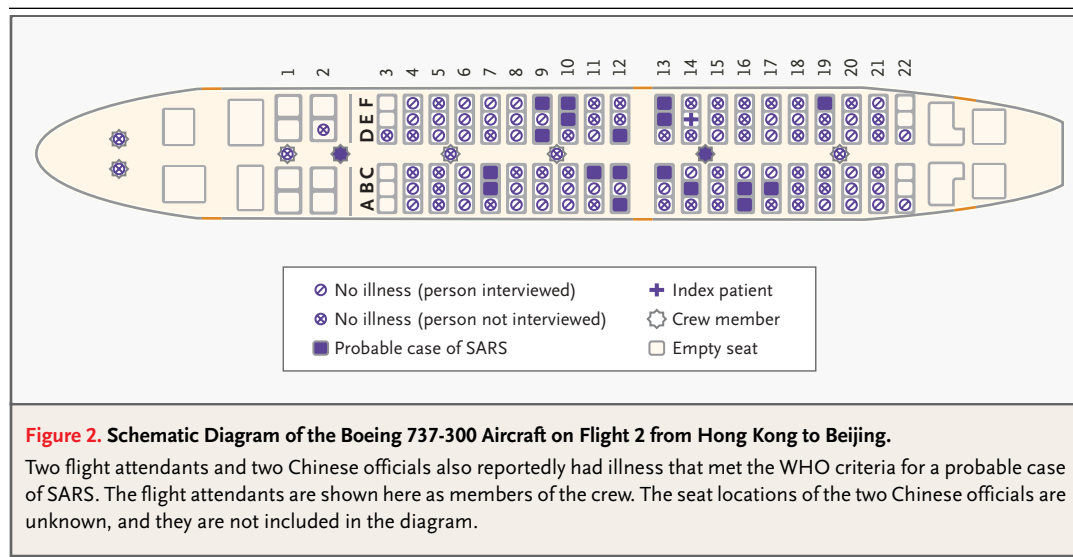 1 2 3 4 5 6 7 8 9 10 11 12 13 14 15 16 17 18 19 20 21 22
D E F
A B C
No illness (person interviewed)
Index patient
No illness (person not interviewed)
Crew member
Probable case of SARS
Empty seat
Figure 2. Schematic Diagram of the Boeing 737-300 Aircraft on Flight 2 from Hong Kong to Beijing.
Two flight attendants and two Chinese officials also reportedly had illness that met the WHO criteria for a probable case
of SARS. The flight attendants are shown here as members of the crew. The seat locations of the two Chinese officials are
unknown, and they are not included in the diagram.